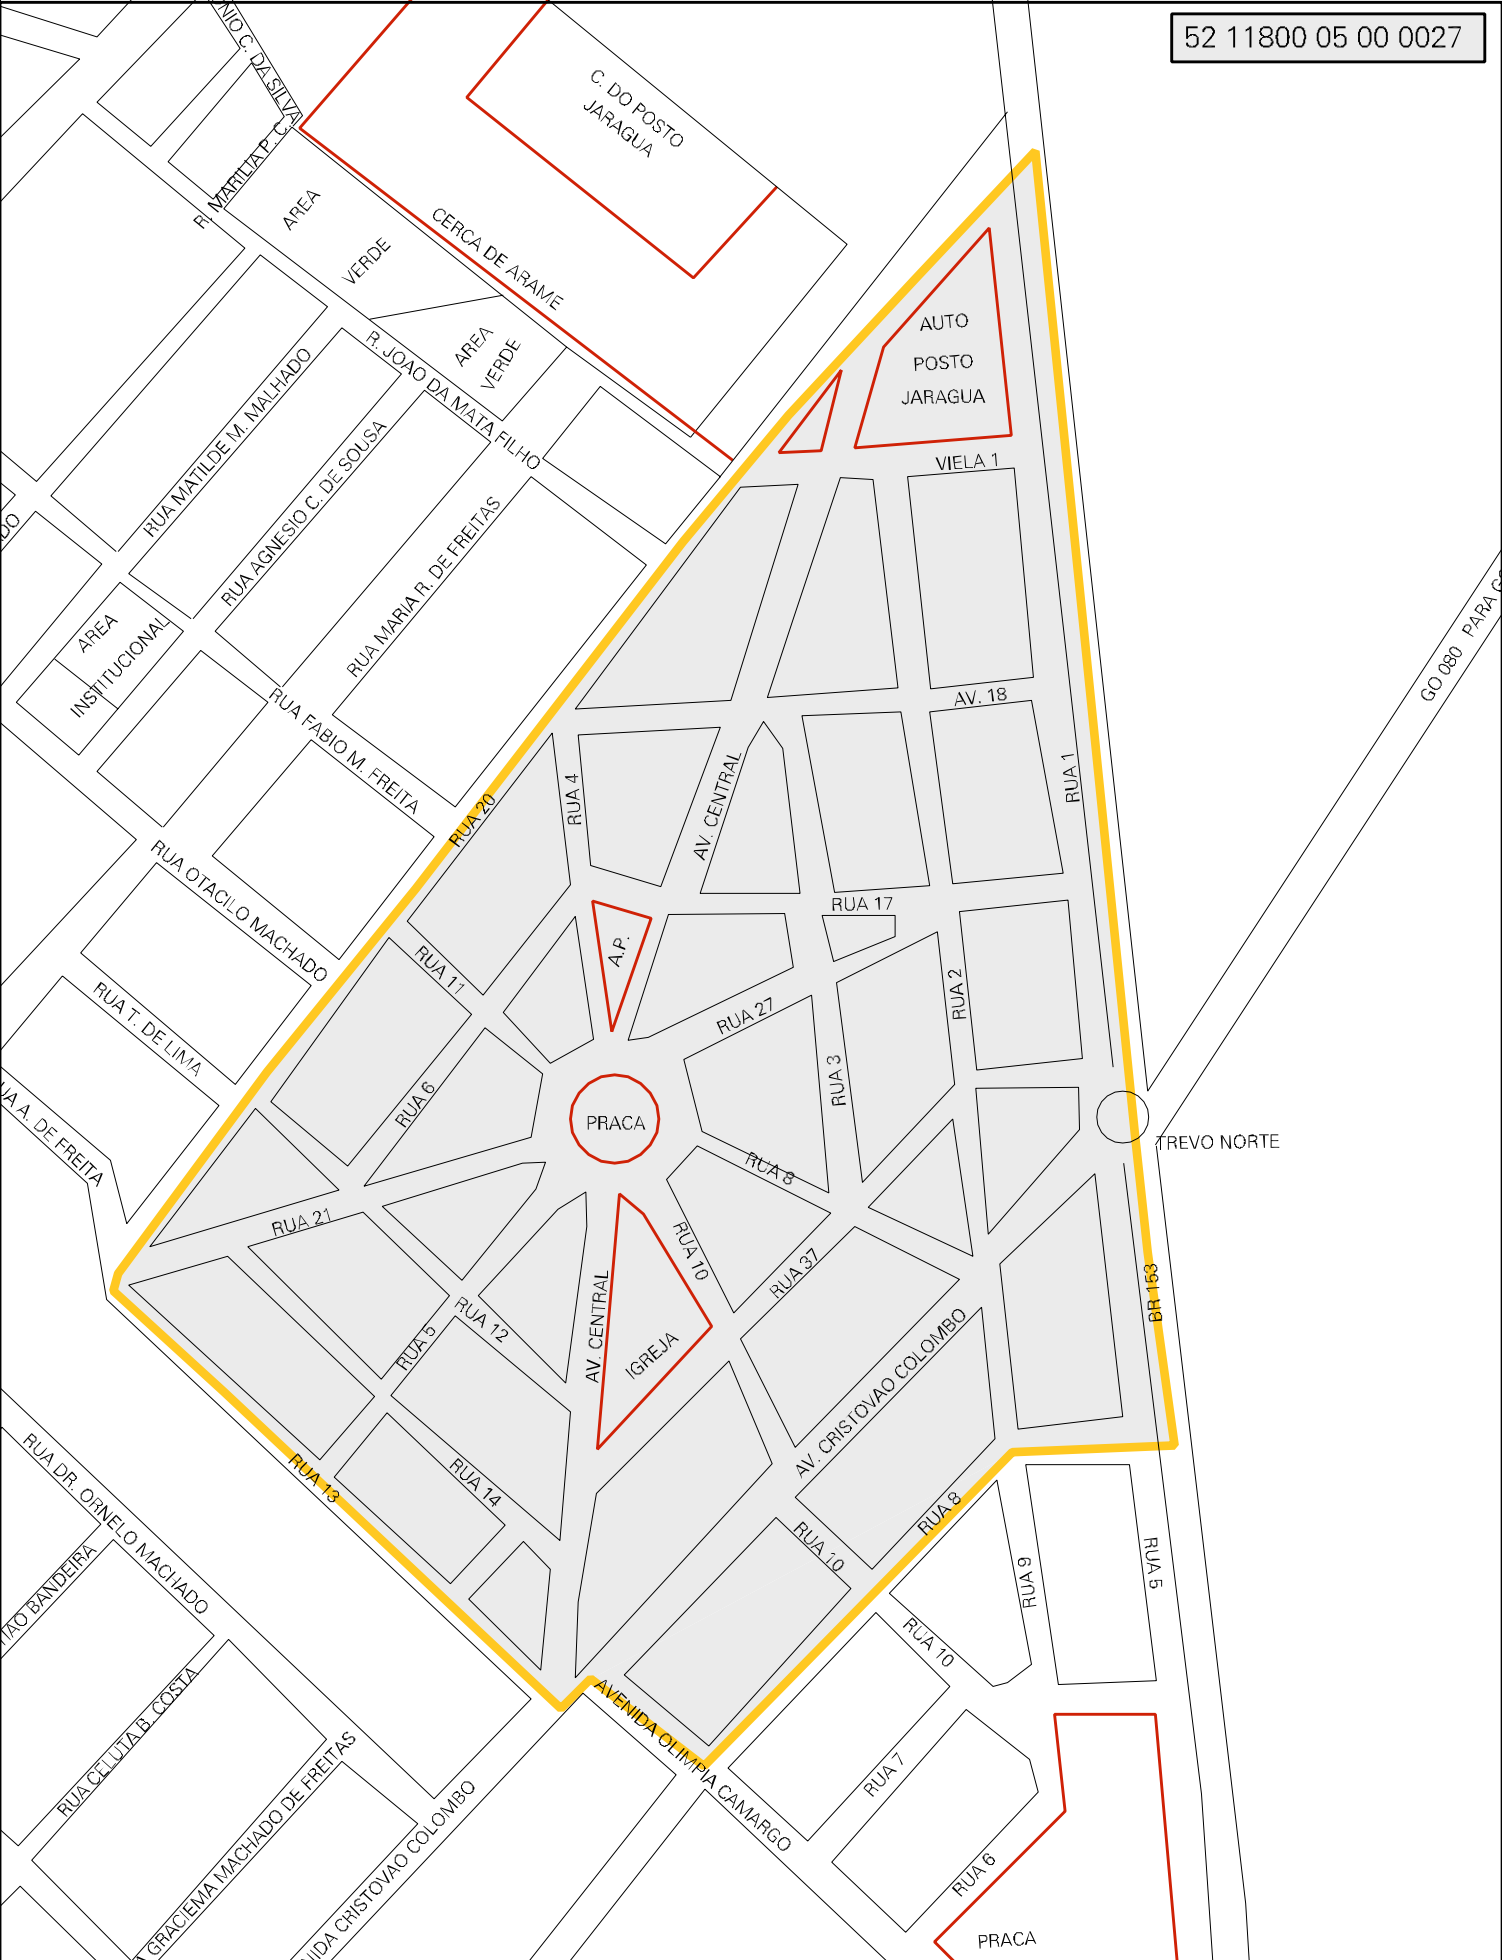 52 11800 05 00 0027
C. DO POSTO
JARAGUA
C. DA SILVA
R. MARILIA P. C.
AREA
VERDE
CERCA DE ARAME
AREA
VERDE
R. JOAO DA MATA FILHO
AUTO
POSTO
JARAGUA
VIELA 1
RUA MATILDE M. MALHADO
RUA AGNESIO C. DE SOUSA
RUA MARIA R. DE FREITAS
AREA
INSTITUCIONAL
RUA FABIO M. FREITA
GO 080 PARA
AV. 18
RUA 1
RUA 4
AV. CENTRAL
RUA 20
RUA OTACILO MACHADO
RUA 17
A.P.
RUA 11
RUA T. DE LIMA
RUA 2
RUA 27
RUA 3
RUA 6
PRACA
A. DE FREITA
TREVO NORTE
RUA 8
RUA 21
RUA 10
RUA 37
BR 153
RUA 12
RUA 5
AV. CENTRAL
IGREJA
AV. CRISTOVAO COLOMBO
RUA 13
RUA 14
RUA DR. ORNELO MACHADO
RUA 8
RUA 10
RUA 9
RUA 5
BANDEIRA
RUA 10
RUA CELUTA B. COSTA
AVENIDA OLIMPIA CAMARGO
RUA 7
GRACIEMA MACHADO DE FREITAS
CRISTOVAO COLOMBO
RUA 6
PRACA